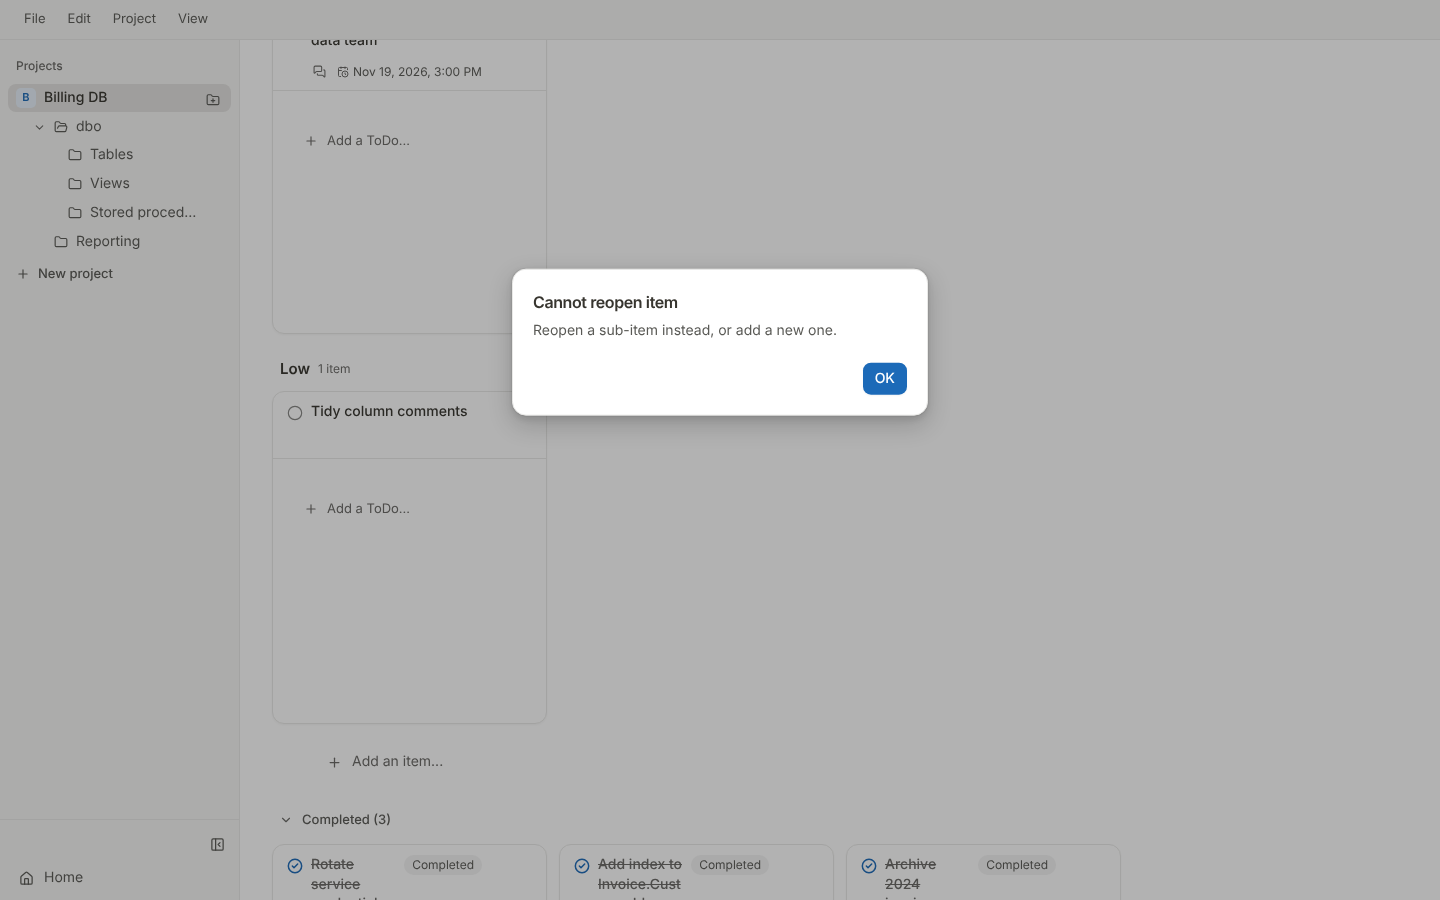 File Edit Project View
Projects
B Billing DB
dbo
Tables
Views
Stored proced...
Reporting
New project
Home
data team
Nov 19, 2026, 3:00 PM
Add a ToDo...
Low 1 item
Tidy column comments
Add a ToDo...
Add an item...
Completed (3)
Rotate
service
Completed
Add index to
Invoice.Cust
Completed
Archive
2024
Completed
Cannot reopen item
Reopen a sub-item instead, or add a new one.
OK